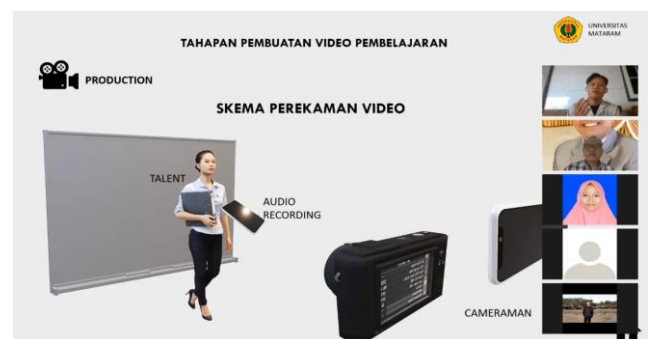 TAHAPAN PEMBUATAN VIDEO PEMBELAJARAN
UNIVERSITAS
MATARAM
PRODUCTION
SKEMA PEREKAMAN VIDEO
TALENT
AUDIO
RECORDING
CAMERAMAN